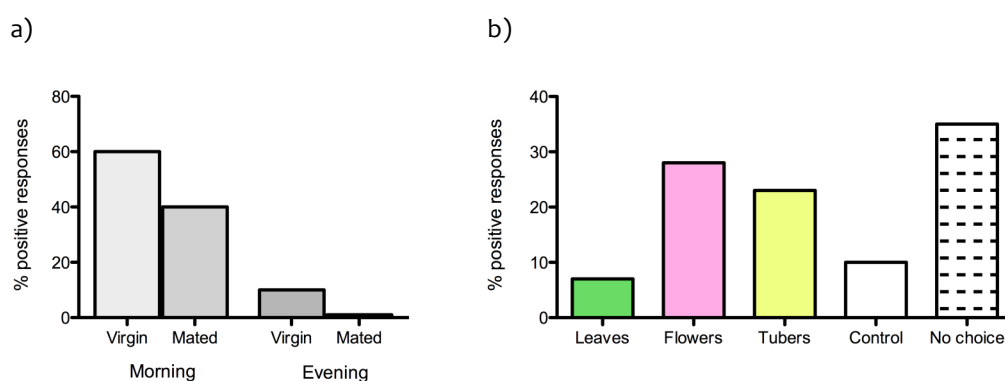 a)
b)
% positive responses
80
60
40
20
0
Virgin Mated Virgin Mated
Morning Evening
% positive responses
40
30
20
10
0
Leaves Flowers Tubers Control No choice